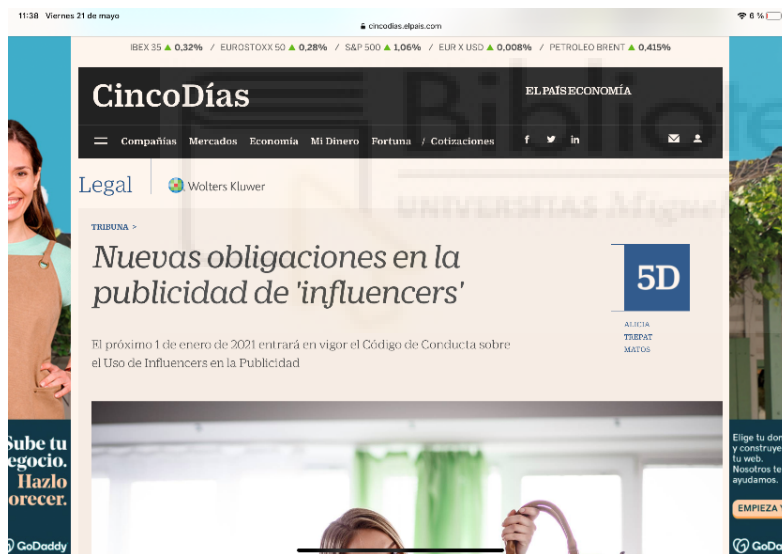 11:38 Viernes 21 de mayo
cincodias.elpais.com
6 %
IBEX 35 ▲ 0,32% / EUROSTOXX 50 ▲ 0,28% / S&P 500 ▲ 1,06% / EUR X USD ▲ 0,008% / PETROLEO BRENT ▲ 0,415%
CincoDías
EL PAÍS ECONOMÍA
Compañías Mercados Economía Mi Dinero Fortuna / Cotizaciones
Legal
Wolters Kluwer
UNIVERSITAS Miguel
TRIBUNA >
Nuevas obligaciones en la
publicidad de 'influencers'
5D
ALICIA
TREPAT
MATOS
El próximo 1 de enero de 2021 entrará en vigor el Código de Conducta sobre
el Uso de Influencers en la Publicidad
Sube tu
negocio.
Hazlo
GoDaddy
Elige tu
y construye
tu web.
Nosotros te
ayudamos.
EMPIEZA